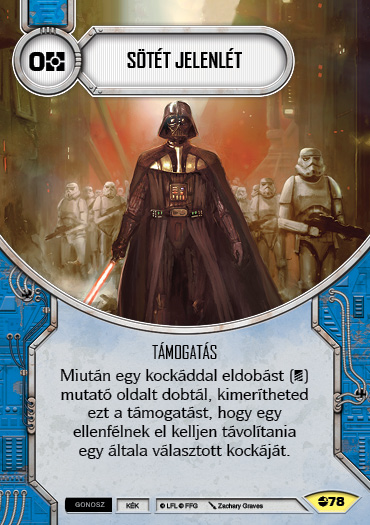 0
SÖTÉT JELENLÉT
TÁMOGATÁS
Miután egy kockáddal eldobást ()
mutató oldalt dobtál, kimerítheted
ezt a támogatást, hogy egy
ellenfélnek el kelljen távolítania
egy általa választott kockáját.
GONOSZ
KÉK
© LFL © FFG
Zachary Graves
78